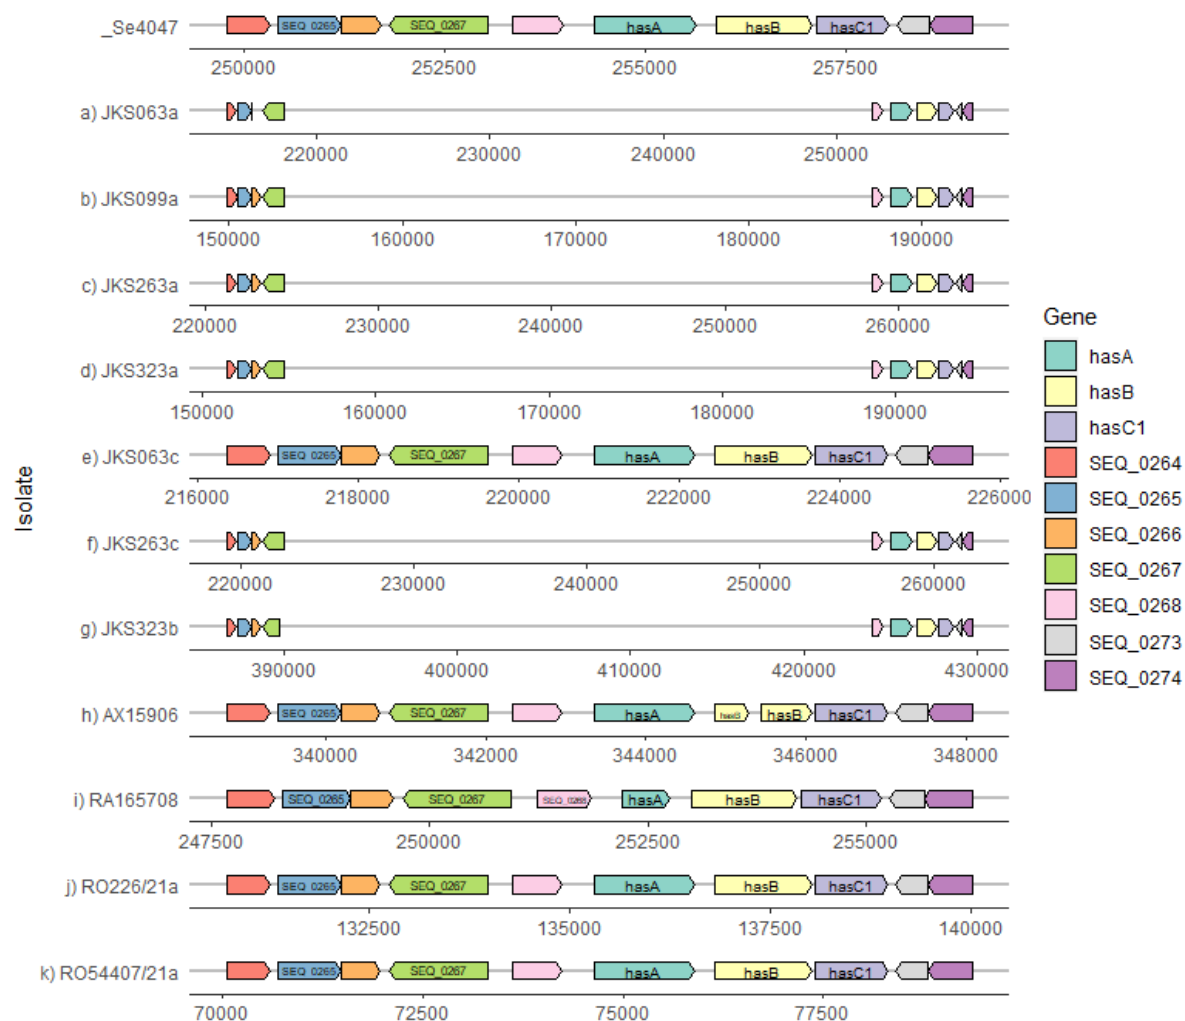 _Se4047 SEQ_0265 SEQ_0267 hasA hasB hasC1
250000 252500 255000 257500
a) JKS063a
220000 230000 240000 250000
b) JKS099a
150000 160000 170000 180000 190000
c) JKS263a
220000 230000 240000 250000 260000
d) JKS323a
150000 160000 170000 180000 190000
e) JKS063c SEQ_0265 SEQ_0267 hasA hasB hasC1
216000 218000 220000 222000 224000 226000
f) JKS263c
220000 230000 240000 250000 260000
g) JKS323b
390000 400000 410000 420000 430000
h) AX15906 SEQ_0265 SEQ_0267 hasA hasB hasB hasC1
340000 342000 344000 346000 348000
i) RA165708 SEQ_0265 SEQ_0267 SEQ_0268 hasA hasB hasC1
247500 250000 252500 255000
j) RO226/21a SEQ_0265 SEQ_0267 hasA hasB hasC1
132500 135000 137500 140000
k) RO54407/21a SEQ_0265 SEQ_0267 hasA hasB hasC1
70000 72500 75000 77500
Isolate
Gene
hasA
hasB
hasC1
SEQ_0264
SEQ_0265
SEQ_0266
SEQ_0267
SEQ_0268
SEQ_0273
SEQ_0274